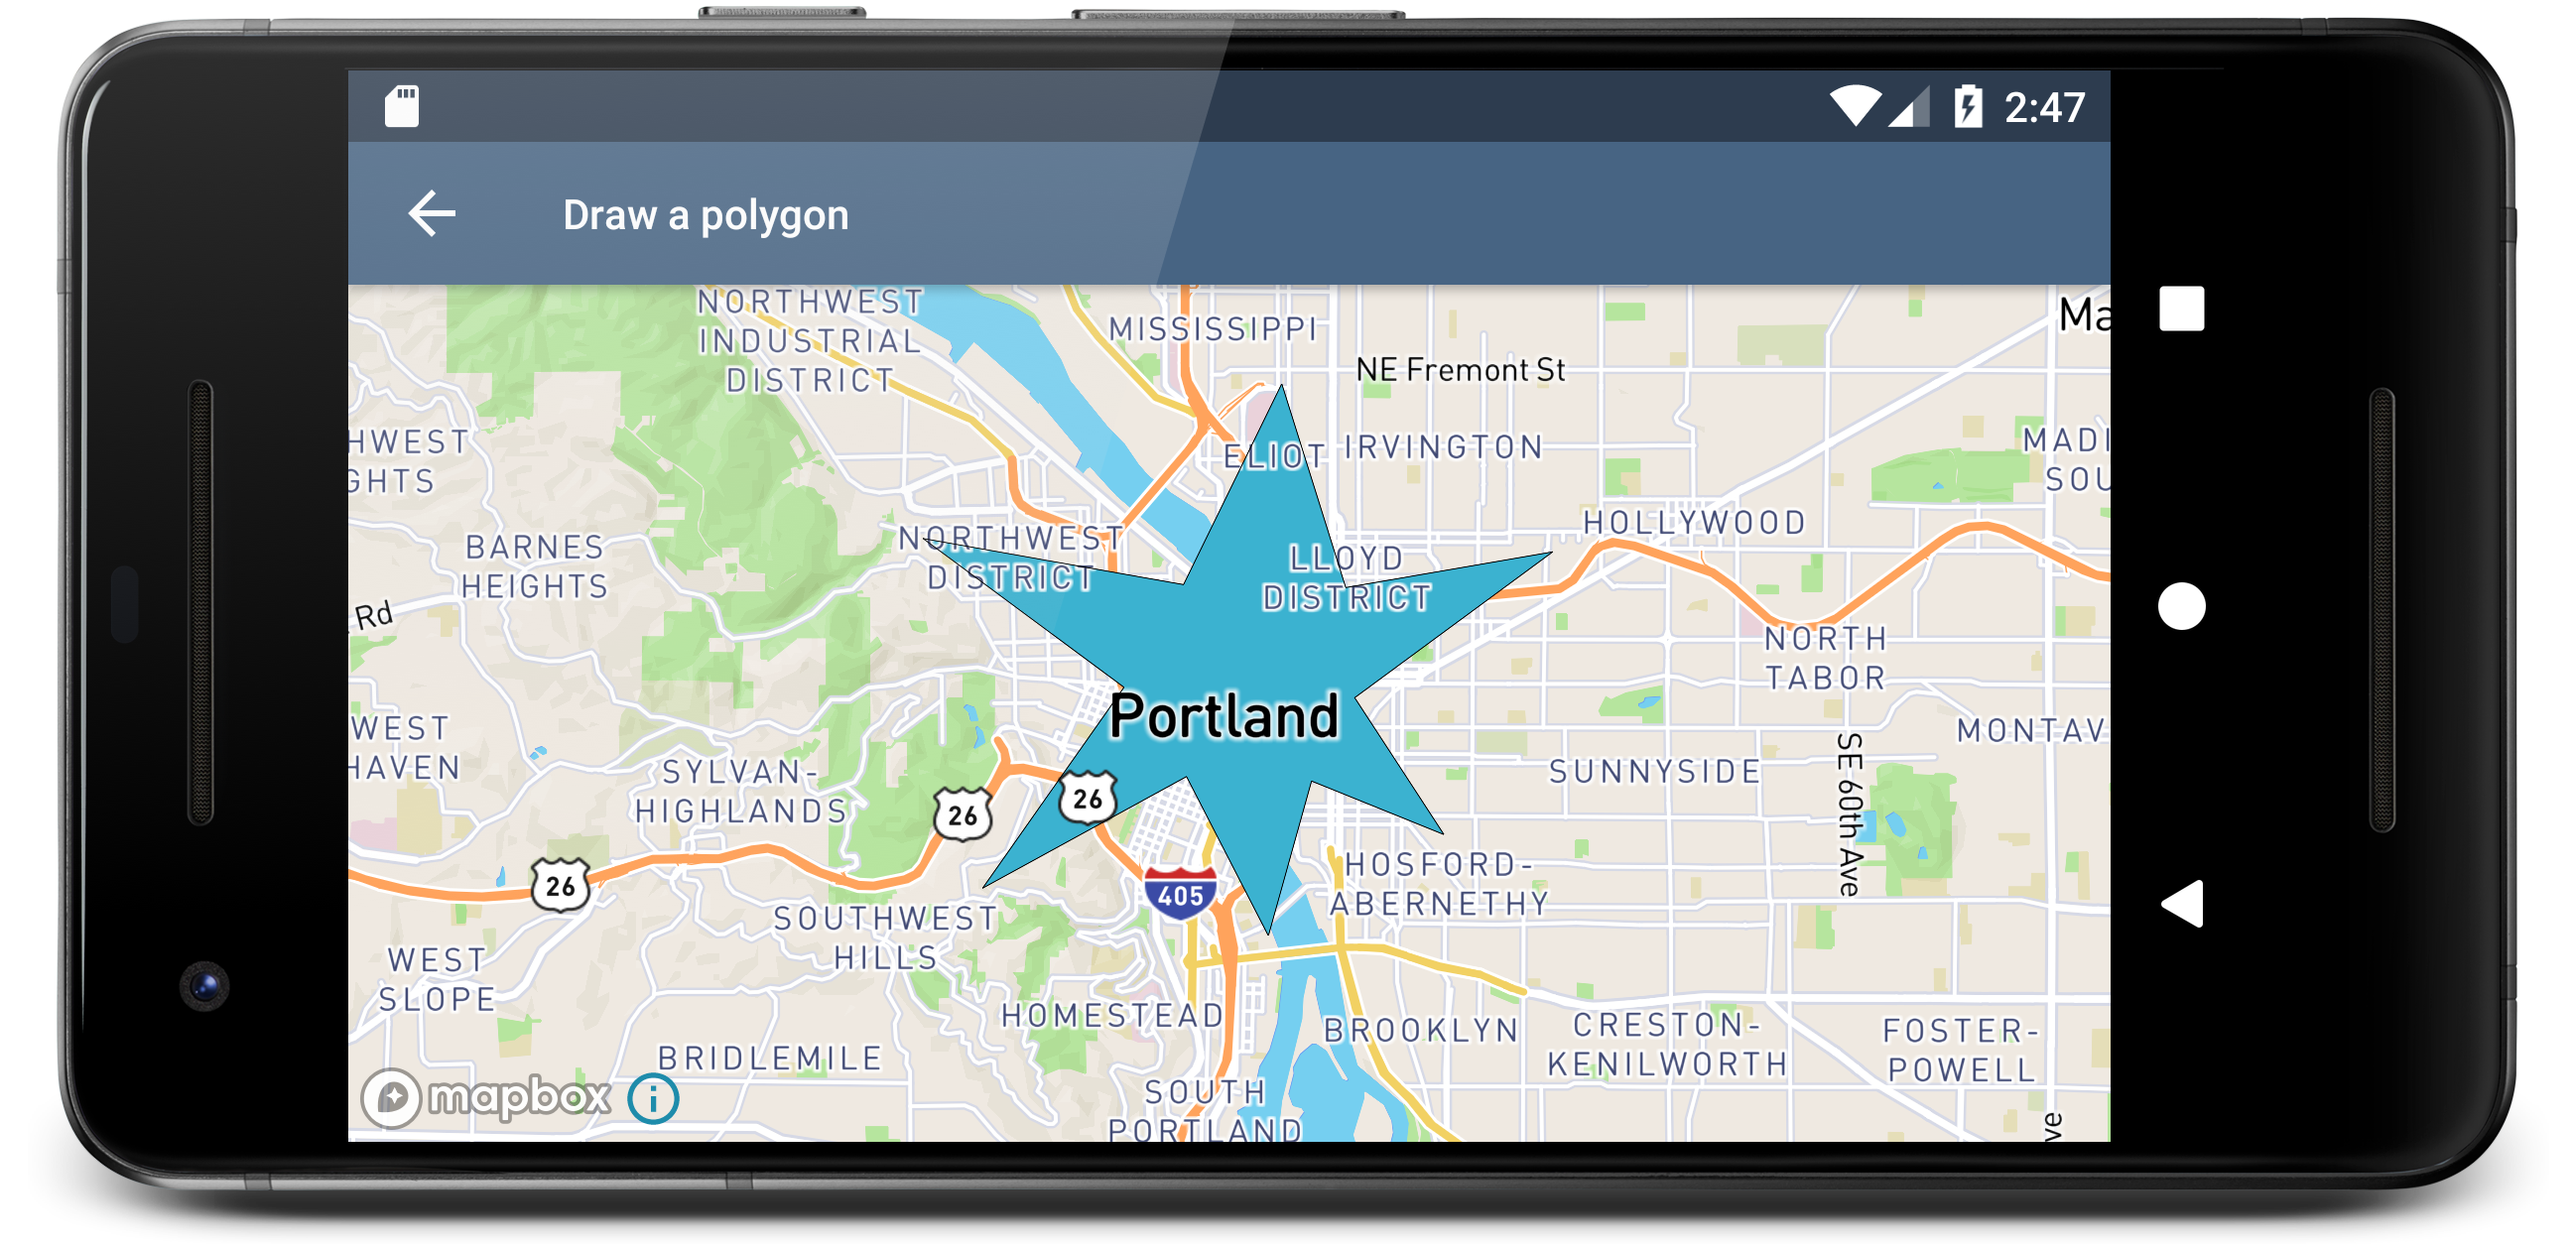 2:47
Draw a polygon
NORTHWEST
INDUSTRIAL
DISTRICT
MISSISSIPPI
Ma
NE Fremont St
HWEST
GHTS
ELIOT
IRVINGTON
MADI
SOU
BARNES
HEIGHTS
NORTHWEST
DISTRICT
LLOYD
DISTRICT
HOLLYWOOD
Rd
NORTH
TABOR
WEST
HAVEN
Portland
MONTAV
SYLVAN-
HIGHLANDS
26
26
SUNNYSIDE
SE 60th Ave
26
405
HOSFORD-
ABERNETHY
SOUTHWEST
HILLS
WEST
SLOPE
HOMESTEAD
BROOKLYN
CRESTON-
KENILWORTH
FOSTER-
POWELL
BRIDLEMILE
mapbox
i
SOUTH
PORTLAND
ve